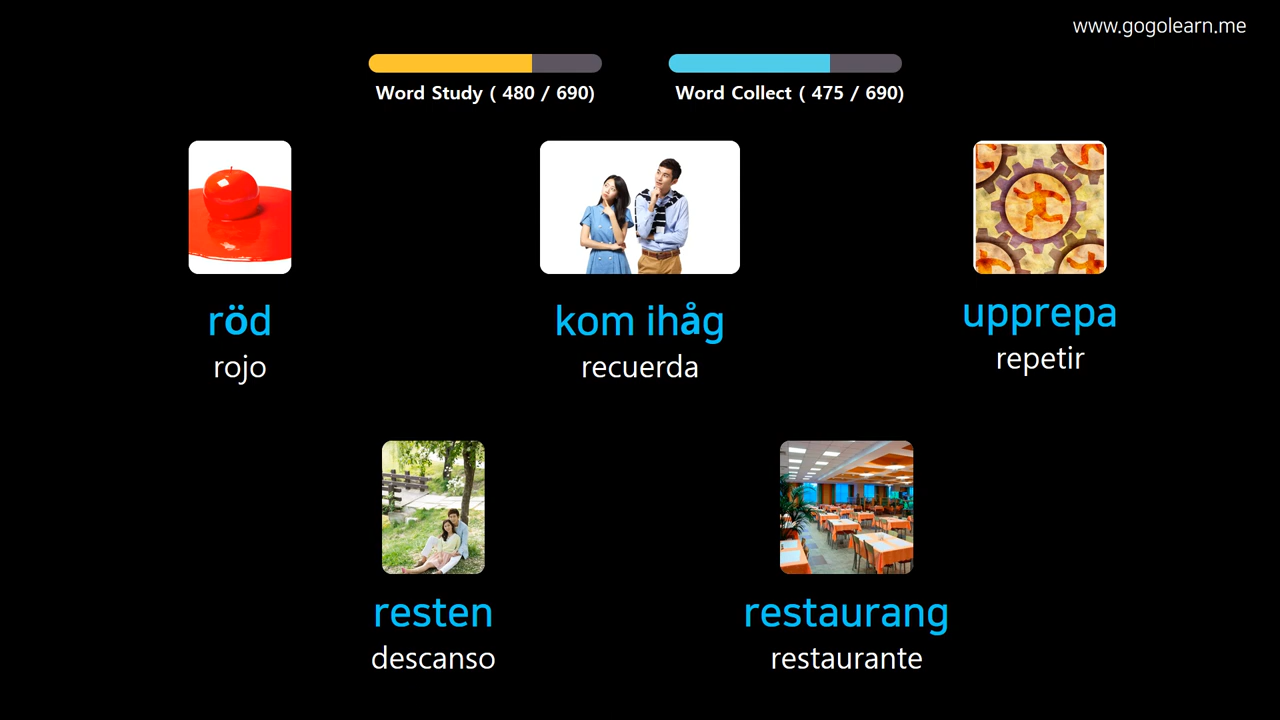 www.gogolearn.me
Word Study ( 480 / 690)
Word Collect ( 475 / 690)
röd
rojo
kom ihåg
recuerda
upprepa
repetir
resten
descanso
restaurang
restaurante